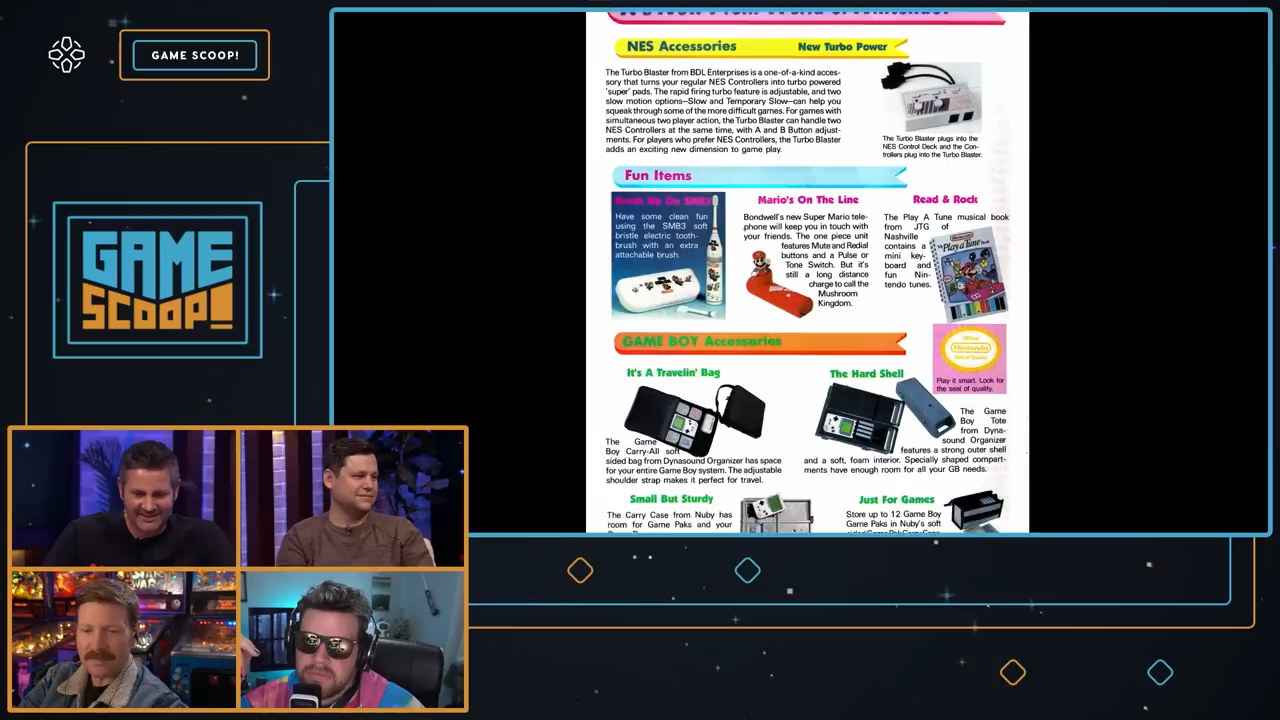 GAME SCOOP!
GAME
SCOOP!
NES Accessories
New Turbo Power
The Turbo Blaster from BDL Enterprises is a one-of-a-kind acces-
sory that turns your regular NES Controllers into turbo powered
'super' pads. The rapid firing turbo feature is adjustable, and two
slow motion options—Slow and Temporary Slow—can help you
squeak through some of the more difficult games. For games with
simultaneous two player action, the Turbo Blaster can handle two
NES Controllers at the same time, with A and B Button adjust-
ments. For players who prefer NES Controllers, the Turbo Blaster
adds an exciting new dimension to game play.
The Turbo Blaster plugs into the
NES Control Deck and the Con-
trollers plug into the Turbo Blaster.
Fun Items
Brush Up On SMB3
Have some clean fun
using the SMB3 soft
bristle electric tooth-
brush with an extra
attachable brush.
Mario's On The Line
Bondwell's new Super Mario tele-
phone will keep you in touch with
your friends. The one piece unit
features Mute and Redial
buttons and a Pulse or
Tone Switch. But it's
still a long distance
charge to call the
Mushroom
Kingdom.
Read & Rock
The Play A Tune musical book
from JTG of
Nashville
contains a
mini key-
board and
fun Nin-
tendo tunes.
Nintendo
Play a tune
GAME BOY Accessories
Official
Nintendo
Seal of Quality
Play it smart. Look for
the seal of quality.
It's A Travelin' Bag
The Game
Boy Carry-All soft
sided bag from Dynasound Organizer has space
for your entire Game Boy system. The adjustable
shoulder strap makes it perfect for travel.
The Hard Shell
The Game
Boy Tote
from Dyna-
sound Organizer
features a strong outer shell
and a soft, foam interior. Specially shaped compart-
ments have enough room for all your GB needs.
Small But Sturdy
The Carry Case from Nuby has
room for Game Paks and your
Just For Games
Store up to 12 Game Boy
Game Paks in Nuby's soft
STAR
WAR